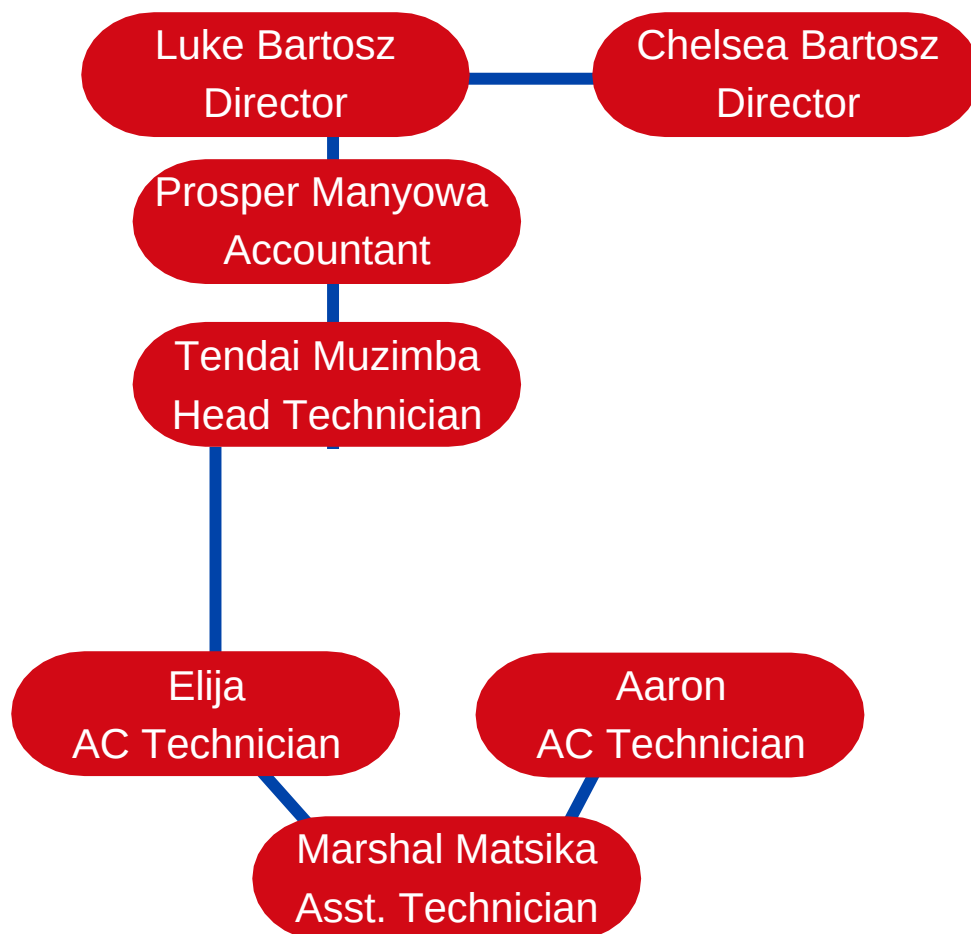 Luke Bartosz
Director
Chelsea Bartosz
Director
Prosper Manyowa
Accountant
Tendai Muzimba
Head Technician
Elija
AC Technician
Aaron
AC Technician
Marshal Matsika
Asst. Technician